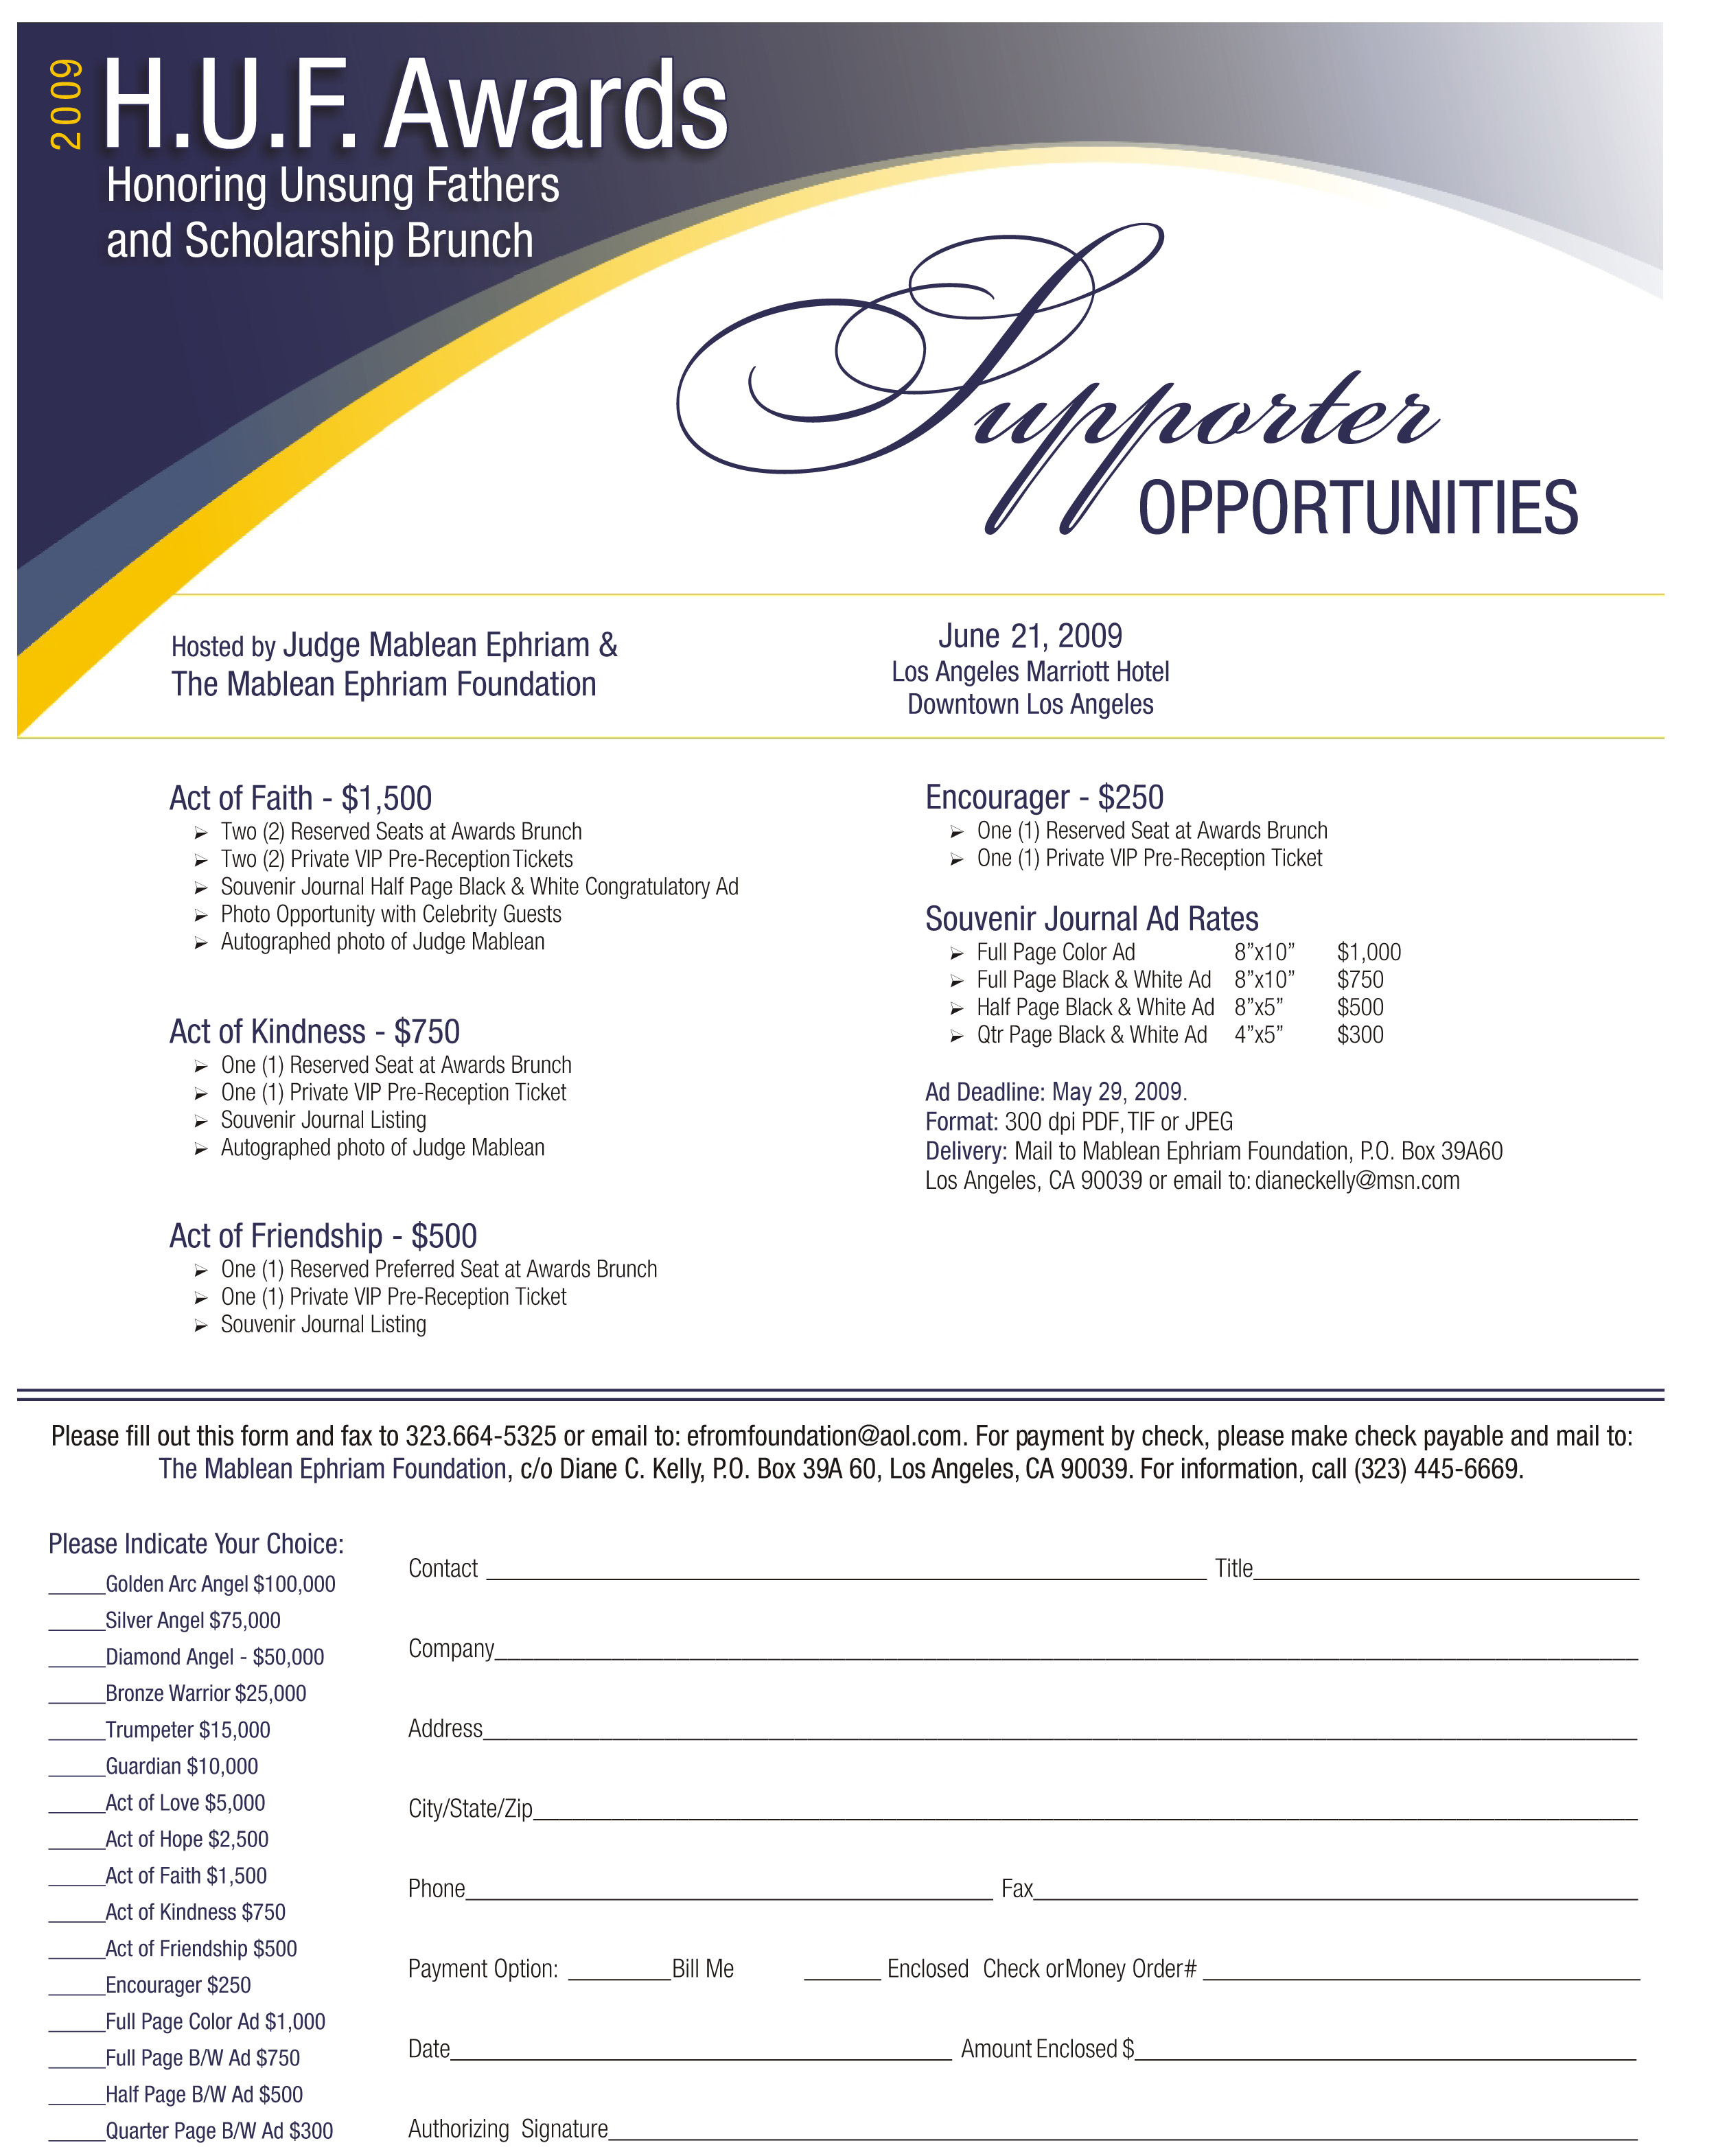 2009
H.U.F. Awards
Honoring Unsung Fathers
and Scholarship Brunch
Supporter
OPPORTUNITIES
Hosted by Judge Mablean Ephriam &
The Mablean Ephriam Foundation
June 21, 2009
Los Angeles Marriott Hotel
Downtown Los Angeles
Act of Faith - $1,500
➢ Two (2) Reserved Seats at Awards Brunch
➢ Two (2) Private VIP Pre-Reception Tickets
➢ Souvenir Journal Half Page Black & White Congratulatory Ad
➢ Photo Opportunity with Celebrity Guests
➢ Autographed photo of Judge Mablean
Act of Kindness - $750
➢ One (1) Reserved Seat at Awards Brunch
➢ One (1) Private VIP Pre-Reception Ticket
➢ Souvenir Journal Listing
➢ Autographed photo of Judge Mablean
Act of Friendship - $500
➢ One (1) Reserved Preferred Seat at Awards Brunch
➢ One (1) Private VIP Pre-Reception Ticket
➢ Souvenir Journal Listing
Encourager - $250
➢ One (1) Reserved Seat at Awards Brunch
➢ One (1) Private VIP Pre-Reception Ticket
Souvenir Journal Ad Rates
➢ Full Page Color Ad 8”x10” $1,000
➢ Full Page Black & White Ad 8”x10” $750
➢ Half Page Black & White Ad 8”x5” $500
➢ Qtr Page Black & White Ad 4”x5” $300
Ad Deadline: May 29, 2009.
Format: 300 dpi PDF, TIF or JPEG
Delivery: Mail to Mablean Ephriam Foundation, P.O. Box 39A60
Los Angeles, CA 90039 or email to: dianeckelly@msn.com
Please fill out this form and fax to 323.664-5325 or email to: efromfoundation@aol.com. For payment by check, please make check payable and mail to:
The Mablean Ephriam Foundation, c/o Diane C. Kelly, P.O. Box 39A 60, Los Angeles, CA 90039. For information, call (323) 445-6669.
Please Indicate Your Choice:
_____Golden Arc Angel $100,000
_____Silver Angel $75,000
_____Diamond Angel - $50,000
_____Bronze Warrior $25,000
_____Trumpeter $15,000
_____Guardian $10,000
_____Act of Love $5,000
_____Act of Hope $2,500
_____Act of Faith $1,500
_____Act of Kindness $750
_____Act of Friendship $500
_____Encourager $250
_____Full Page Color Ad $1,000
_____Full Page B/W Ad $750
_____Half Page B/W Ad $500
_____Quarter Page B/W Ad $300
Contact __________ Title__________
Company__________
Address__________
City/State/Zip__________
Phone__________ Fax__________
Payment Option: ________Bill Me ______ Enclosed Check or Money Order# __________
Date__________ Amount Enclosed $__________
Authorizing Signature__________